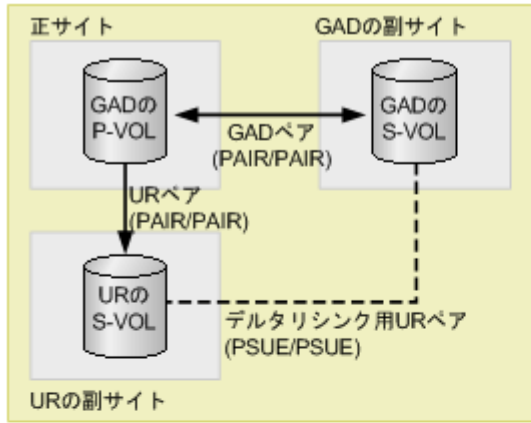 正サイト
GADの副サイト
GADの
P-VOL
GADの
S-VOL
GADペア
(PAIR/PAIR)
URペア
(PAIR/PAIR)
URの
S-VOL
デルタリシンク用URペア
(PSUE/PSUE)
URの副サイト